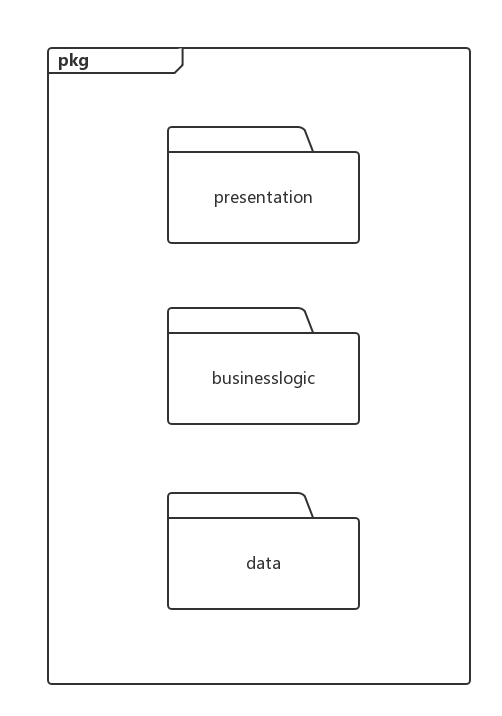 pkg
presentation
businesslogic
data